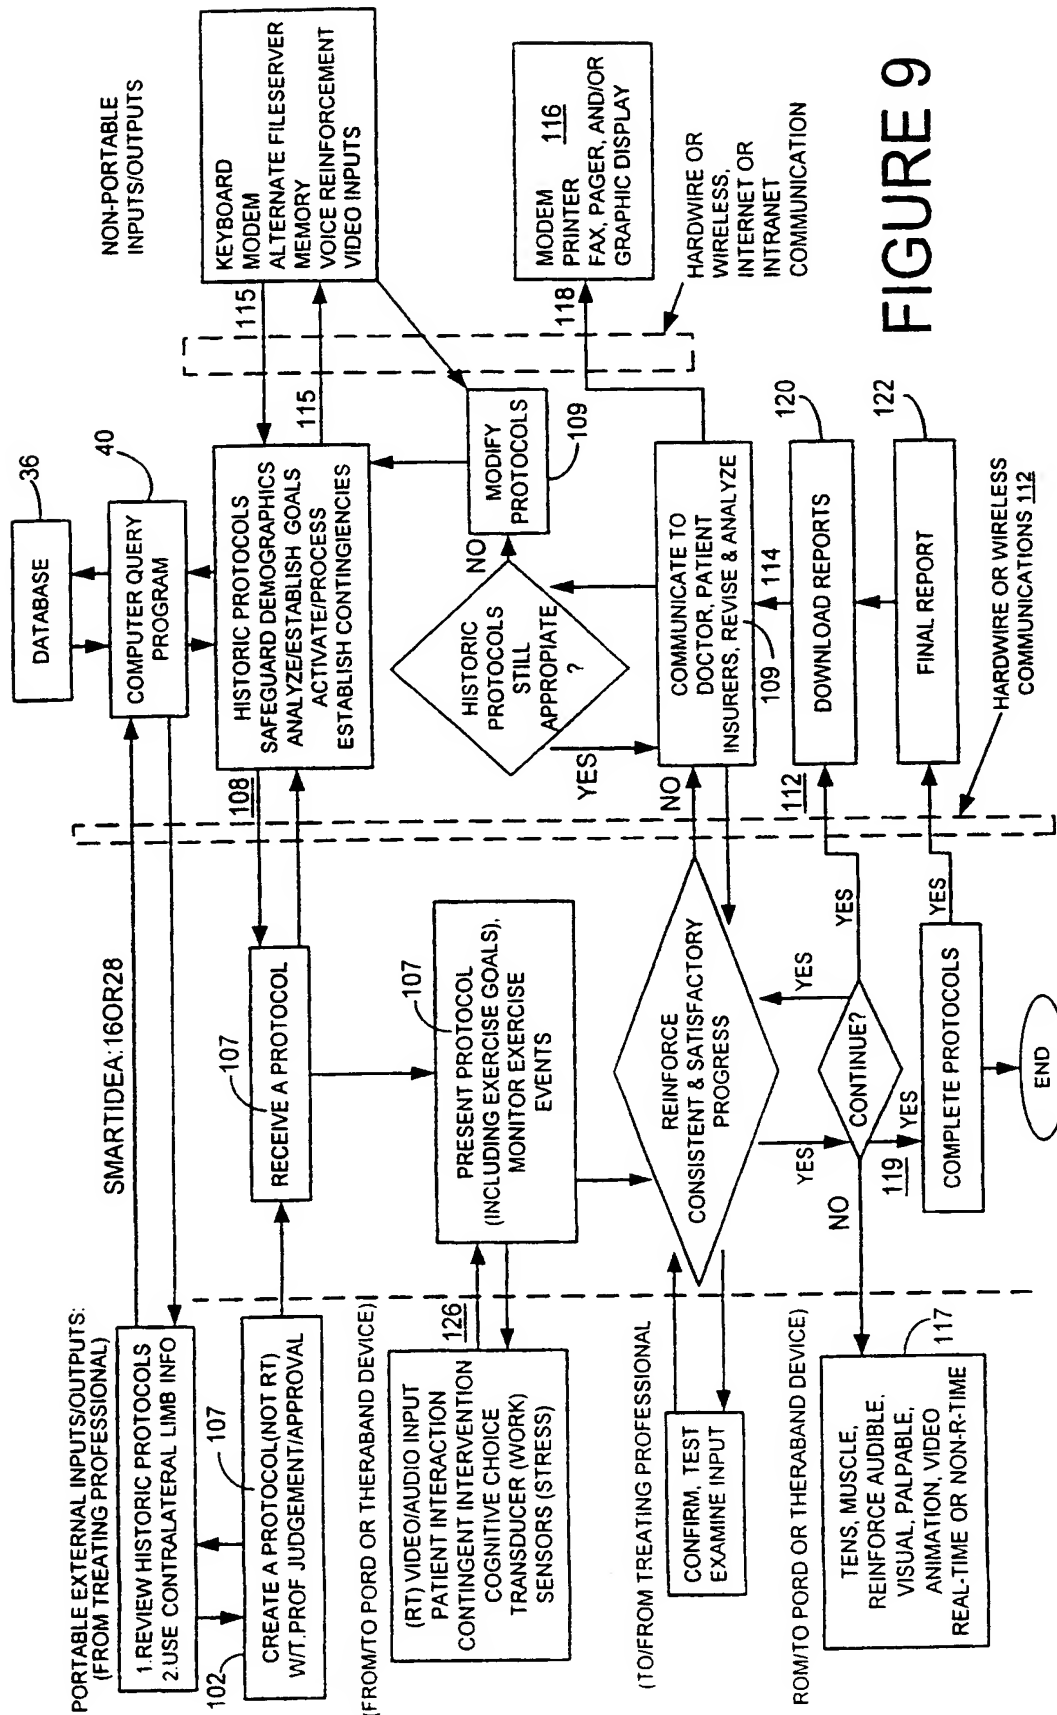 PORTABLE EXTERNAL INPUTS/OUTPUTS:
(FROM TREATING PROFESSIONAL)
1.REVIEW HISTORIC PROTOCOLS
2.USE CONTRALATERAL LIMB INFO
SMARTIDEA:16OR28
COMPUTER QUERY
PROGRAM
40
DATABASE
36
102
CREATE A PROTOCOL(NOT RT)
W/T.PROF JUDGEMENT/APPROVAL
107
RECEIVE A PROTOCOL
107
108
HISTORIC PROTOCOLS
SAFEGUARD DEMOGRAPHICS
ANALYZE/ESTABLISH GOALS
ACTIVATE/PROCESS
ESTABLISH CONTINGIENCIES
115
115
NON-PORTABLE
INPUTS/OUTPUTS
KEYBOARD
MODEM
ALTERNATE FILESERVER
MEMORY
VOICE REINFORCEMENT
VIDEO INPUTS
(FROM/TO PORD OR THERABAND DEVICE)
(RT) VIDEO/AUDIO INPUT
PATIENT INTERACTION
CONTINGENT INTERVENTION
COGNITIVE CHOICE
TRANSDUCER (WORK)
SENSORS (STRESS)
126
PRESENT PROTOCOL
(INCLUDING EXERCISE GOALS),
MONITOR EXERCISE
EVENTS
107
HISTORIC
PROTOCOLS
STILL
APPROPIATE
?
NO
YES
MODIFY
PROTOCOLS
109
MODEM
PRINTER 116
FAX, PAGER, AND/OR
GRAPHIC DISPLAY
118
HARDWIRE OR
WIRELESS,
INTERNET OR
INTRANET
COMMUNICATION
(TO/FROM TREATING PROFESSIONAL
CONFIRM, TEST
EXAMINE INPUT
REINFORCE
CONSISTENT & SATISFACTORY
PROGRESS
NO
YES
YES
COMMUNICATE TO
DOCTOR, PATIENT
INSURERS, REVISE & ANALYZE
109
114
ROM/TO PORD OR THERABAND DEVICE)
TENS, MUSCLE,
REINFORCE AUDIBLE,
VISUAL, PALPABLE,
ANIMATION, VIDEO
REAL-TIME OR NON-R-TIME
117
NO
CONTINUE?
YES
119
YES
112
DOWNLOAD REPORTS
120
COMPLETE PROTOCOLS
YES
FINAL REPORT
122
END
HARDWIRE OR WIRELESS
COMMUNICATIONS 112
FIGURE 9